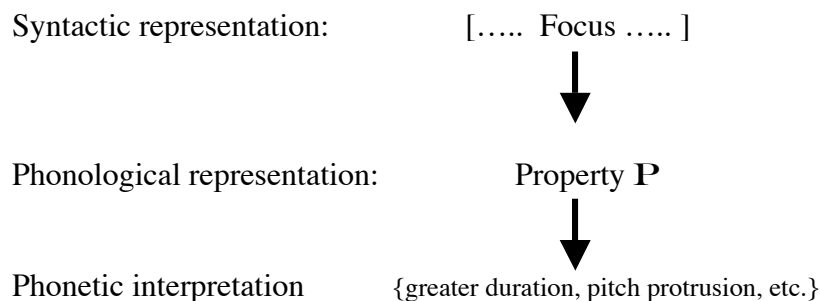 Syntactic representation: [….. Focus ….. ]
Phonological representation: Property P
Phonetic interpretation {greater duration, pitch protrusion, etc.}